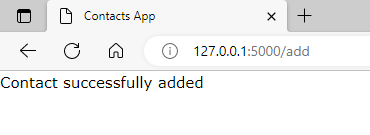 Contacts App
127.0.0.1:5000/add
Contact successfully added